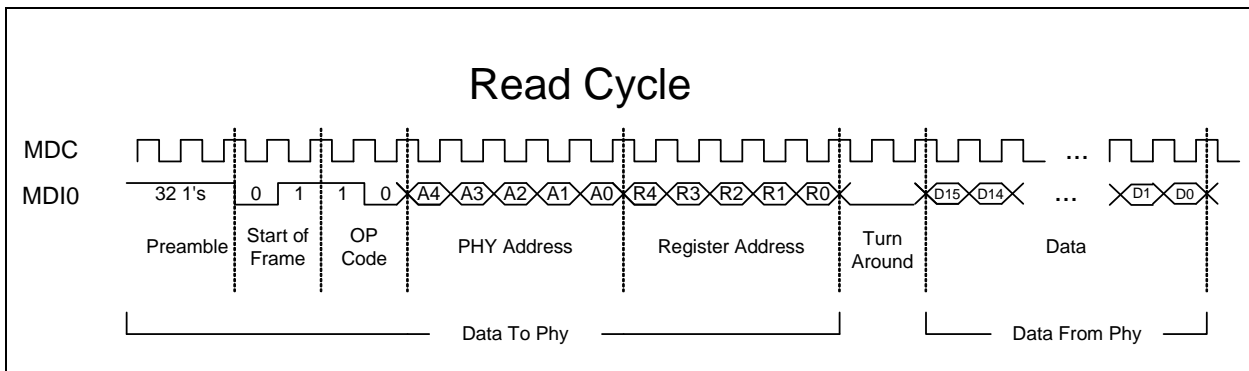 Read Cycle
MDC
...
MDI0
32 1's 0 1 1 0 A4 A3 A2 A1 A0 R4 R3 R2 R1 R0 D15 D14 ... D1 D0
Preamble
Start of
Frame
OP
Code
PHY Address
Register Address
Turn
Around
Data
Data To Phy
Data From Phy